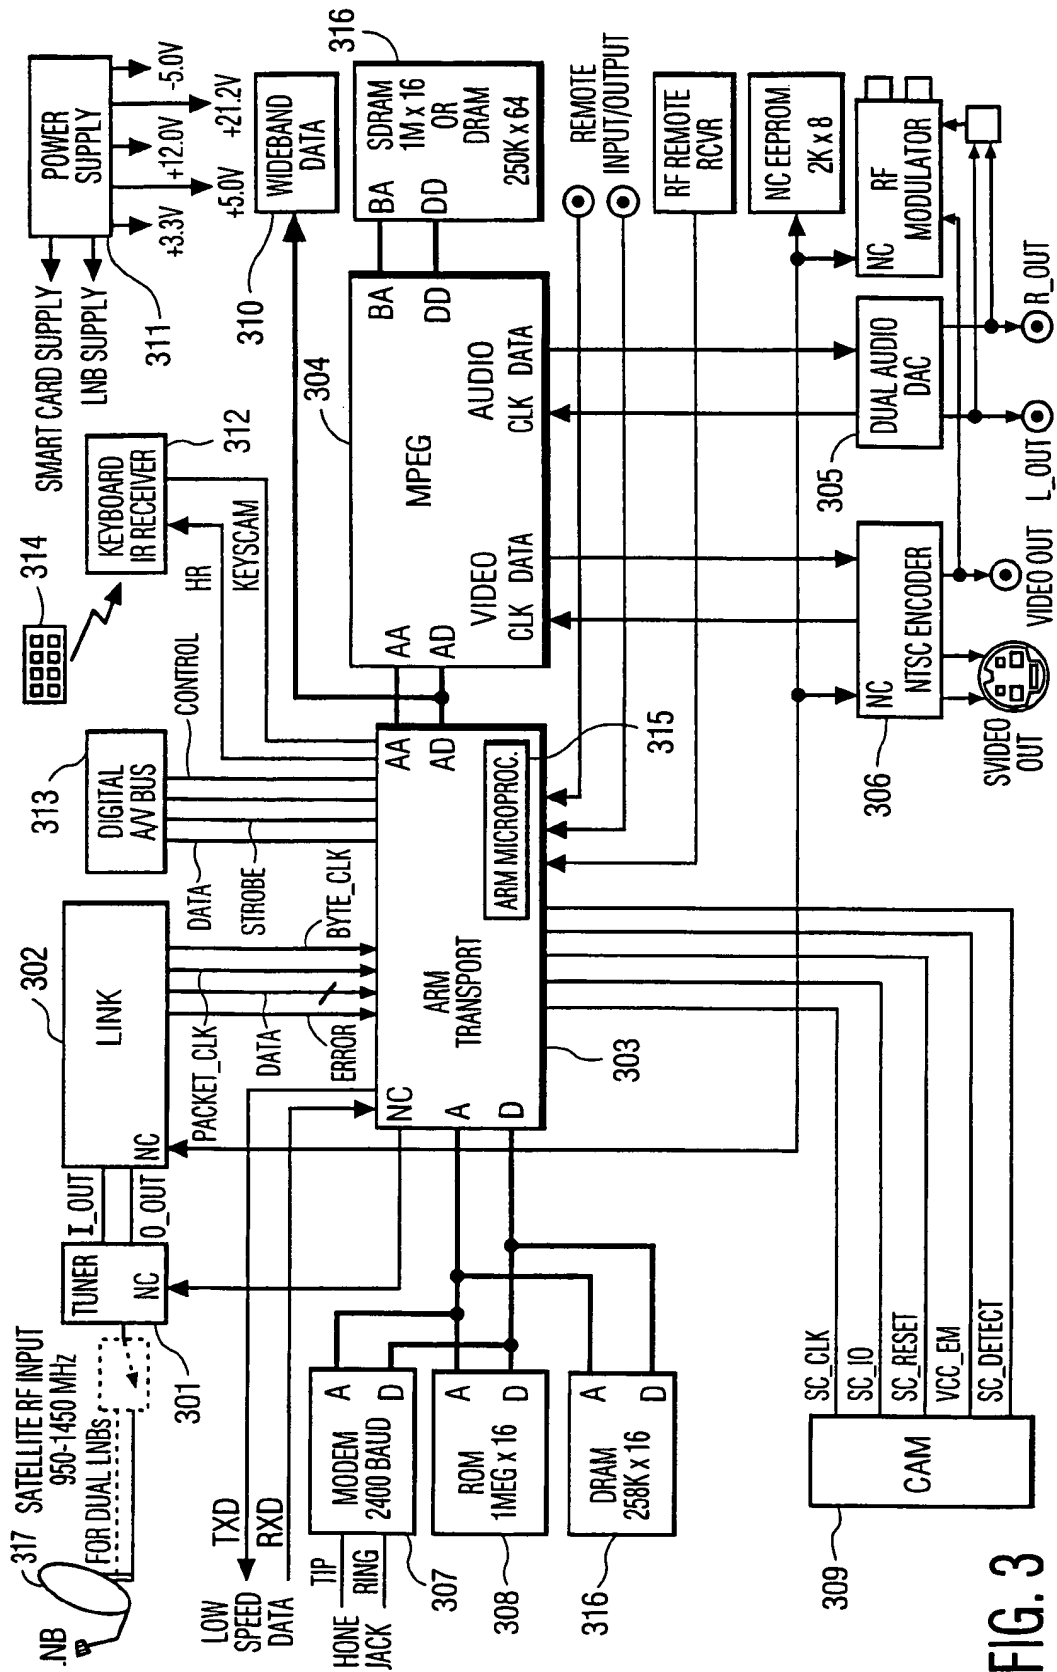 .NB
317
SATELLITE RF INPUT
950-1450 MHz
FOR DUAL LNBs
301
TUNER
NC
I_OUT
O_OUT
302
LINK
NC
PACKET_CLK
DATA
ERROR
BYTE_CLK
313
DIGITAL
A/V BUS
DATA
STROBE
CONTROL
314
KEYBOARD
IR RECEIVER
312
HR
KEYSCAM
SMART CARD SUPPLY
LNB SUPPLY
311
POWER
SUPPLY
+3.3V
+5.0V
+12.0V
+21.2V
-5.0V
310
WIDEBAND
DATA
LOW
SPEED
DATA
TXD
RXD
NC
A
D
ARM
TRANSPORT
303
AA
AD
ARM MICROPROC.
315
304
AA
AD
MPEG
VIDEO
CLK DATA
AUDIO
CLK DATA
BA
DD
BA
DD
SDRAM
1M x 16
OR
DRAM
250K x 64
316
HONE
JACK
TIP
RING
MODEM
2400 BAUD
A
D
307
ROM
1MEG x 16
A
D
308
DRAM
258K x 16
A
D
316
REMOTE
INPUT/OUTPUT
RF REMOTE
RCVR
NC EEPROM
2K x 8
SC_CLK
SC_IO
SC_RESET
VCC_EM
SC_DETECT
CAM
309
306
NC
NTSC ENCODER
305
DUAL AUDIO
DAC
NC
RF
MODULATOR
SVIDEO
OUT
VIDEO OUT
L_OUT
R_OUT
FIG. 3